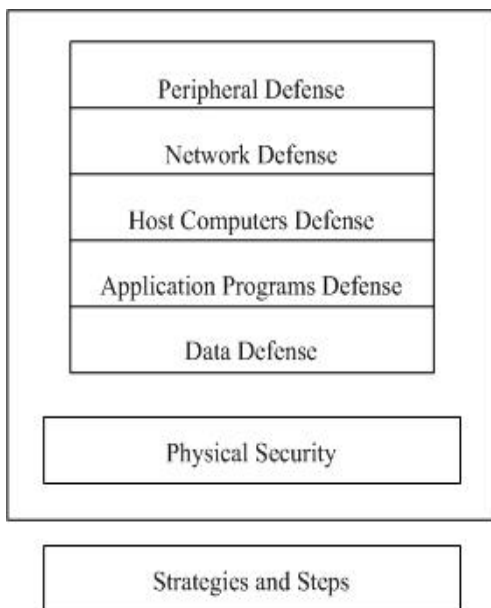 Peripheral Defense
Network Defense
Host Computers Defense
Application Programs Defense
Data Defense
Physical Security
Strategies and Steps